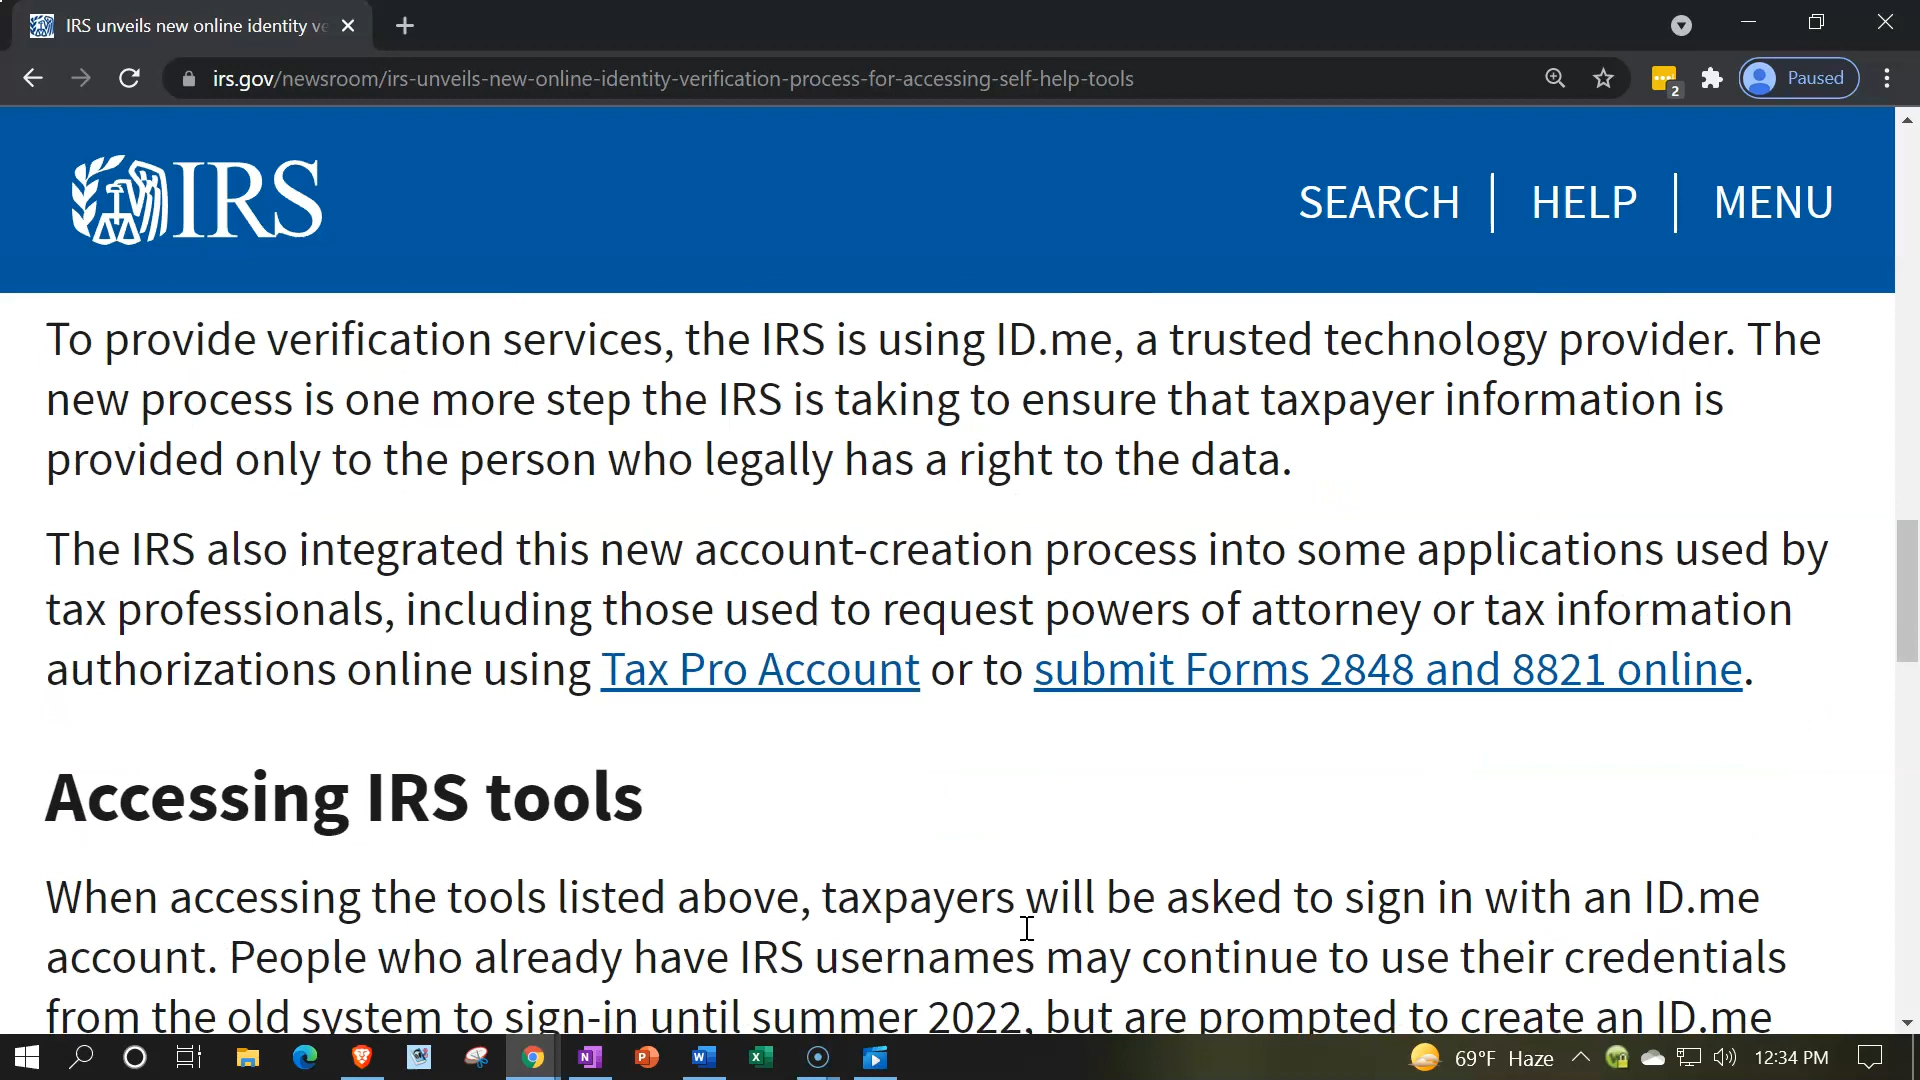 IRS unveils new online identity ve
irs.gov/newsroom/irs-unveils-new-online-identity-verification-process-for-accessing-self-help-tools
2
Paused
IRS
SEARCH
HELP
MENU
To provide verification services, the IRS is using ID.me, a trusted technology provider. The
new process is one more step the IRS is taking to ensure that taxpayer information is
provided only to the person who legally has a right to the data.
The IRS also integrated this new account-creation process into some applications used by
tax professionals, including those used to request powers of attorney or tax information
authorizations online using Tax Pro Account or to submit Forms 2848 and 8821 online.
Accessing IRS tools
When accessing the tools listed above, taxpayers will be asked to sign in with an ID.me
account. People who already have IRS usernames may continue to use their credentials
from the old system to sign-in until summer 2022, but are prompted to create an ID.me
69°F Haze
12:34 PM